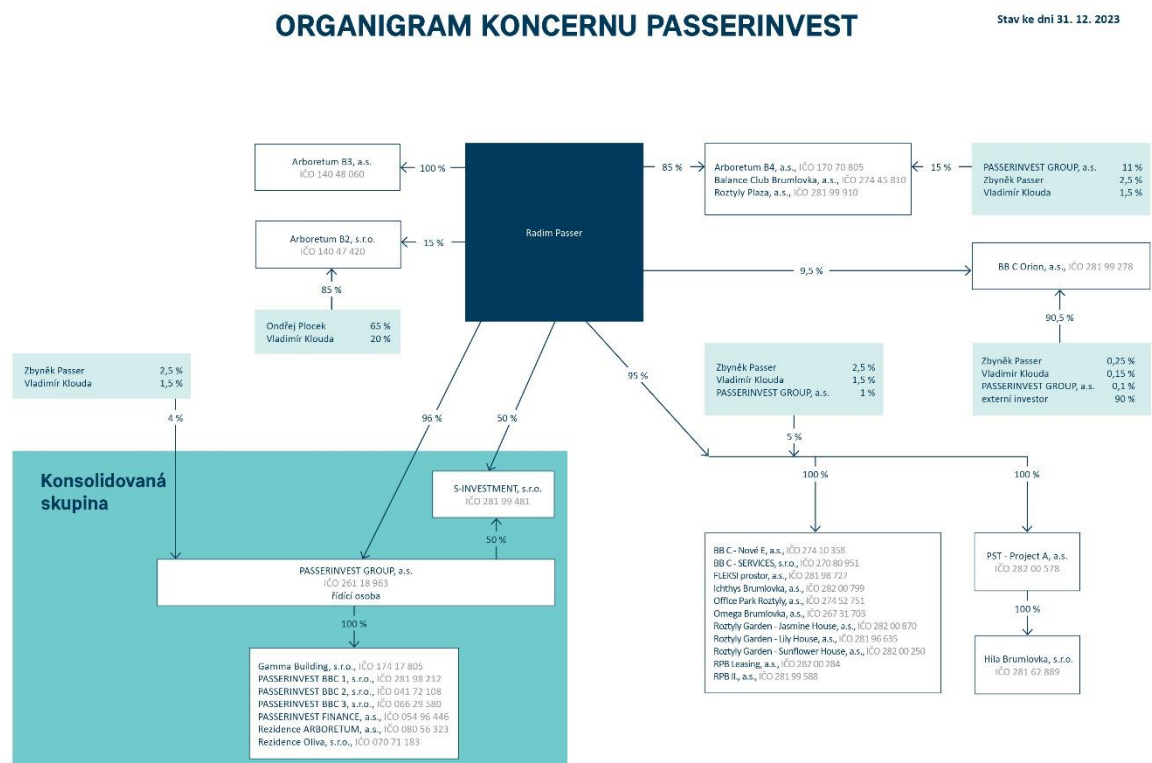 ORGANIGRAM KONCERNU PASSERINVEST
Stav ke dni 31. 12. 2023
Arboretum B3, a.s.
IČO 140 48 060
100 %
Radim Passer
85 %
Arboretum B4, a.s., IČO 170 70 805
Balance Club Brumlovka, a.s., IČO 274 45 810
Roztyly Plaza, a.s., IČO 281 99 910
15 %
PASSERINVEST GROUP, a.s. 11 %
Zbyněk Passer 2,5 %
Vladimír Klouda 1,5 %
Arboretum B2, s.r.o.
IČO 140 47 420
15 %
85 %
Ondřej Plocek 65 %
Vladimír Klouda 20 %
9,5 %
BB C Orion, a.s., IČO 281 99 278
90,5 %
Zbyněk Passer 0,25 %
Vladimír Klouda 0,15 %
PASSERINVEST GROUP, a.s. 0,1 %
externí investor 90 %
Zbyněk Passer 2,5 %
Vladimír Klouda 1,5 %
4 %
96 %
50 %
95 %
Zbyněk Passer 2,5 %
Vladimír Klouda 1,5 %
PASSERINVEST GROUP, a.s. 1 %
5 %
100 %
100 %
Konsolidovaná
skupina
S-INVESTMENT, s.r.o.
IČO 281 99 481
50 %
PASSERINVEST GROUP, a.s.
IČO 261 18 963
řídící osoba
100 %
Gamma Building, s.r.o., IČO 174 17 805
PASSERINVEST BBC 1, s.r.o., IČO 281 98 212
PASSERINVEST BBC 2, s.r.o., IČO 041 72 108
PASSERINVEST BBC 3, s.r.o., IČO 066 29 580
PASSERINVEST FINANCE, a.s., IČO 054 96 446
Rezidence ARBORETUM, a.s., IČO 080 56 323
Rezidence Oliva, s.r.o., IČO 070 71 183
BB C - Nové E, a.s., IČO 274 10 358
BB C - SERVICES, s.r.o., IČO 270 80 951
FLEKSI prostor, a.s., IČO 281 98 727
Ichthys Brumlovka, a.s., IČO 282 00 799
Office Park Roztyly, a.s., IČO 274 52 751
Omega Brumlovka, a.s., IČO 267 31 703
Roztyly Garden - Jasmine House, a.s., IČO 282 00 870
Roztyly Garden - Lily House, a.s., IČO 281 96 635
Roztyly Garden - Sunflower House, a.s., IČO 282 00 250
RPB Leasing, a.s., IČO 282 00 284
RPB II., a.s., IČO 281 99 588
PST - Project A, a.s.
IČO 282 00 578
100 %
Hila Brumlovka, s.r.o.
IČO 281 62 889